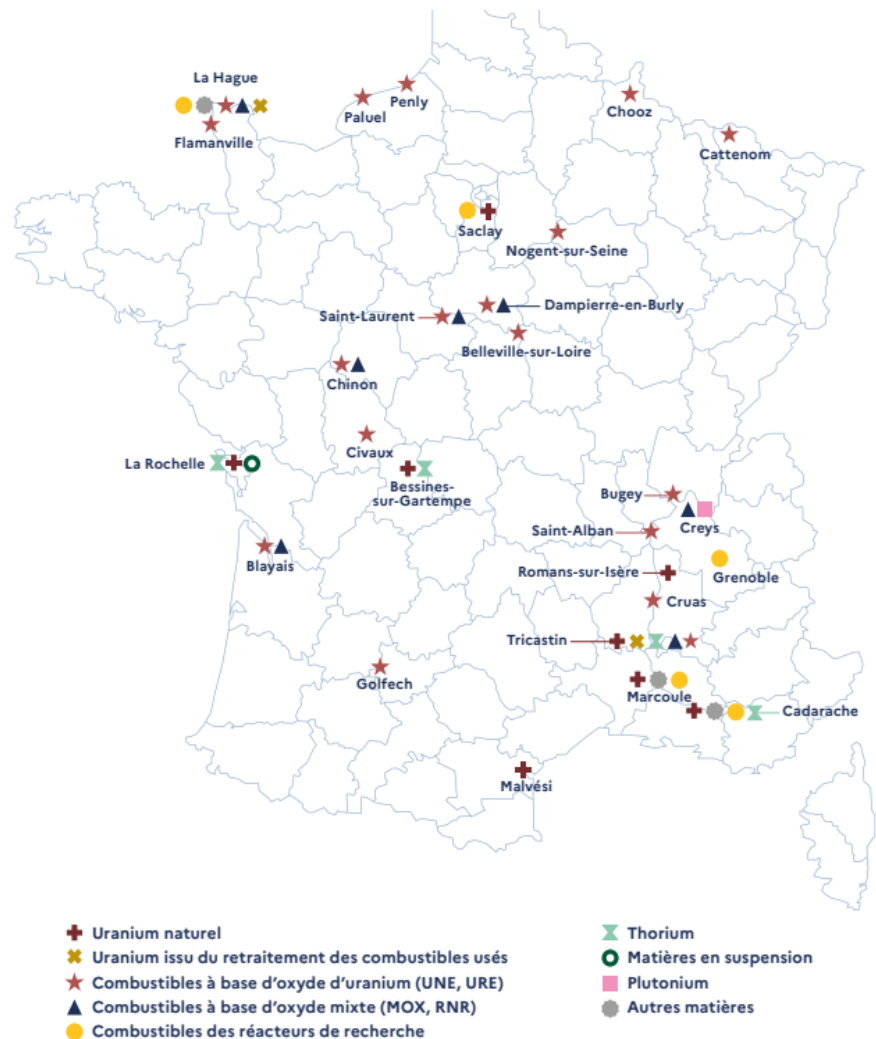 La Hague
Penly
Paluel
Chooz
Flamanville
Cattenom
Saclay
Nogent-sur-Seine
Dampierre-en-Burly
Saint-Laurent
Belleville-sur-Loire
Chinon
Civaux
La Rochelle
Bessines-
sur-Gartempe
Bugey
Creys
Saint-Alban
Blayais
Romans-sur-Isère
Grenoble
Cruas
Tricastin
Golfech
Marcoule
Cadarache
Malvési
Uranium naturel
Uranium issu du retraitement des combustibles usés
Combustibles à base d'oxyde d'uranium (UNE, URE)
Combustibles à base d'oxyde mixte (MOX, RNR)
Combustibles des réacteurs de recherche
Thorium
Matières en suspension
Plutonium
Autres matières